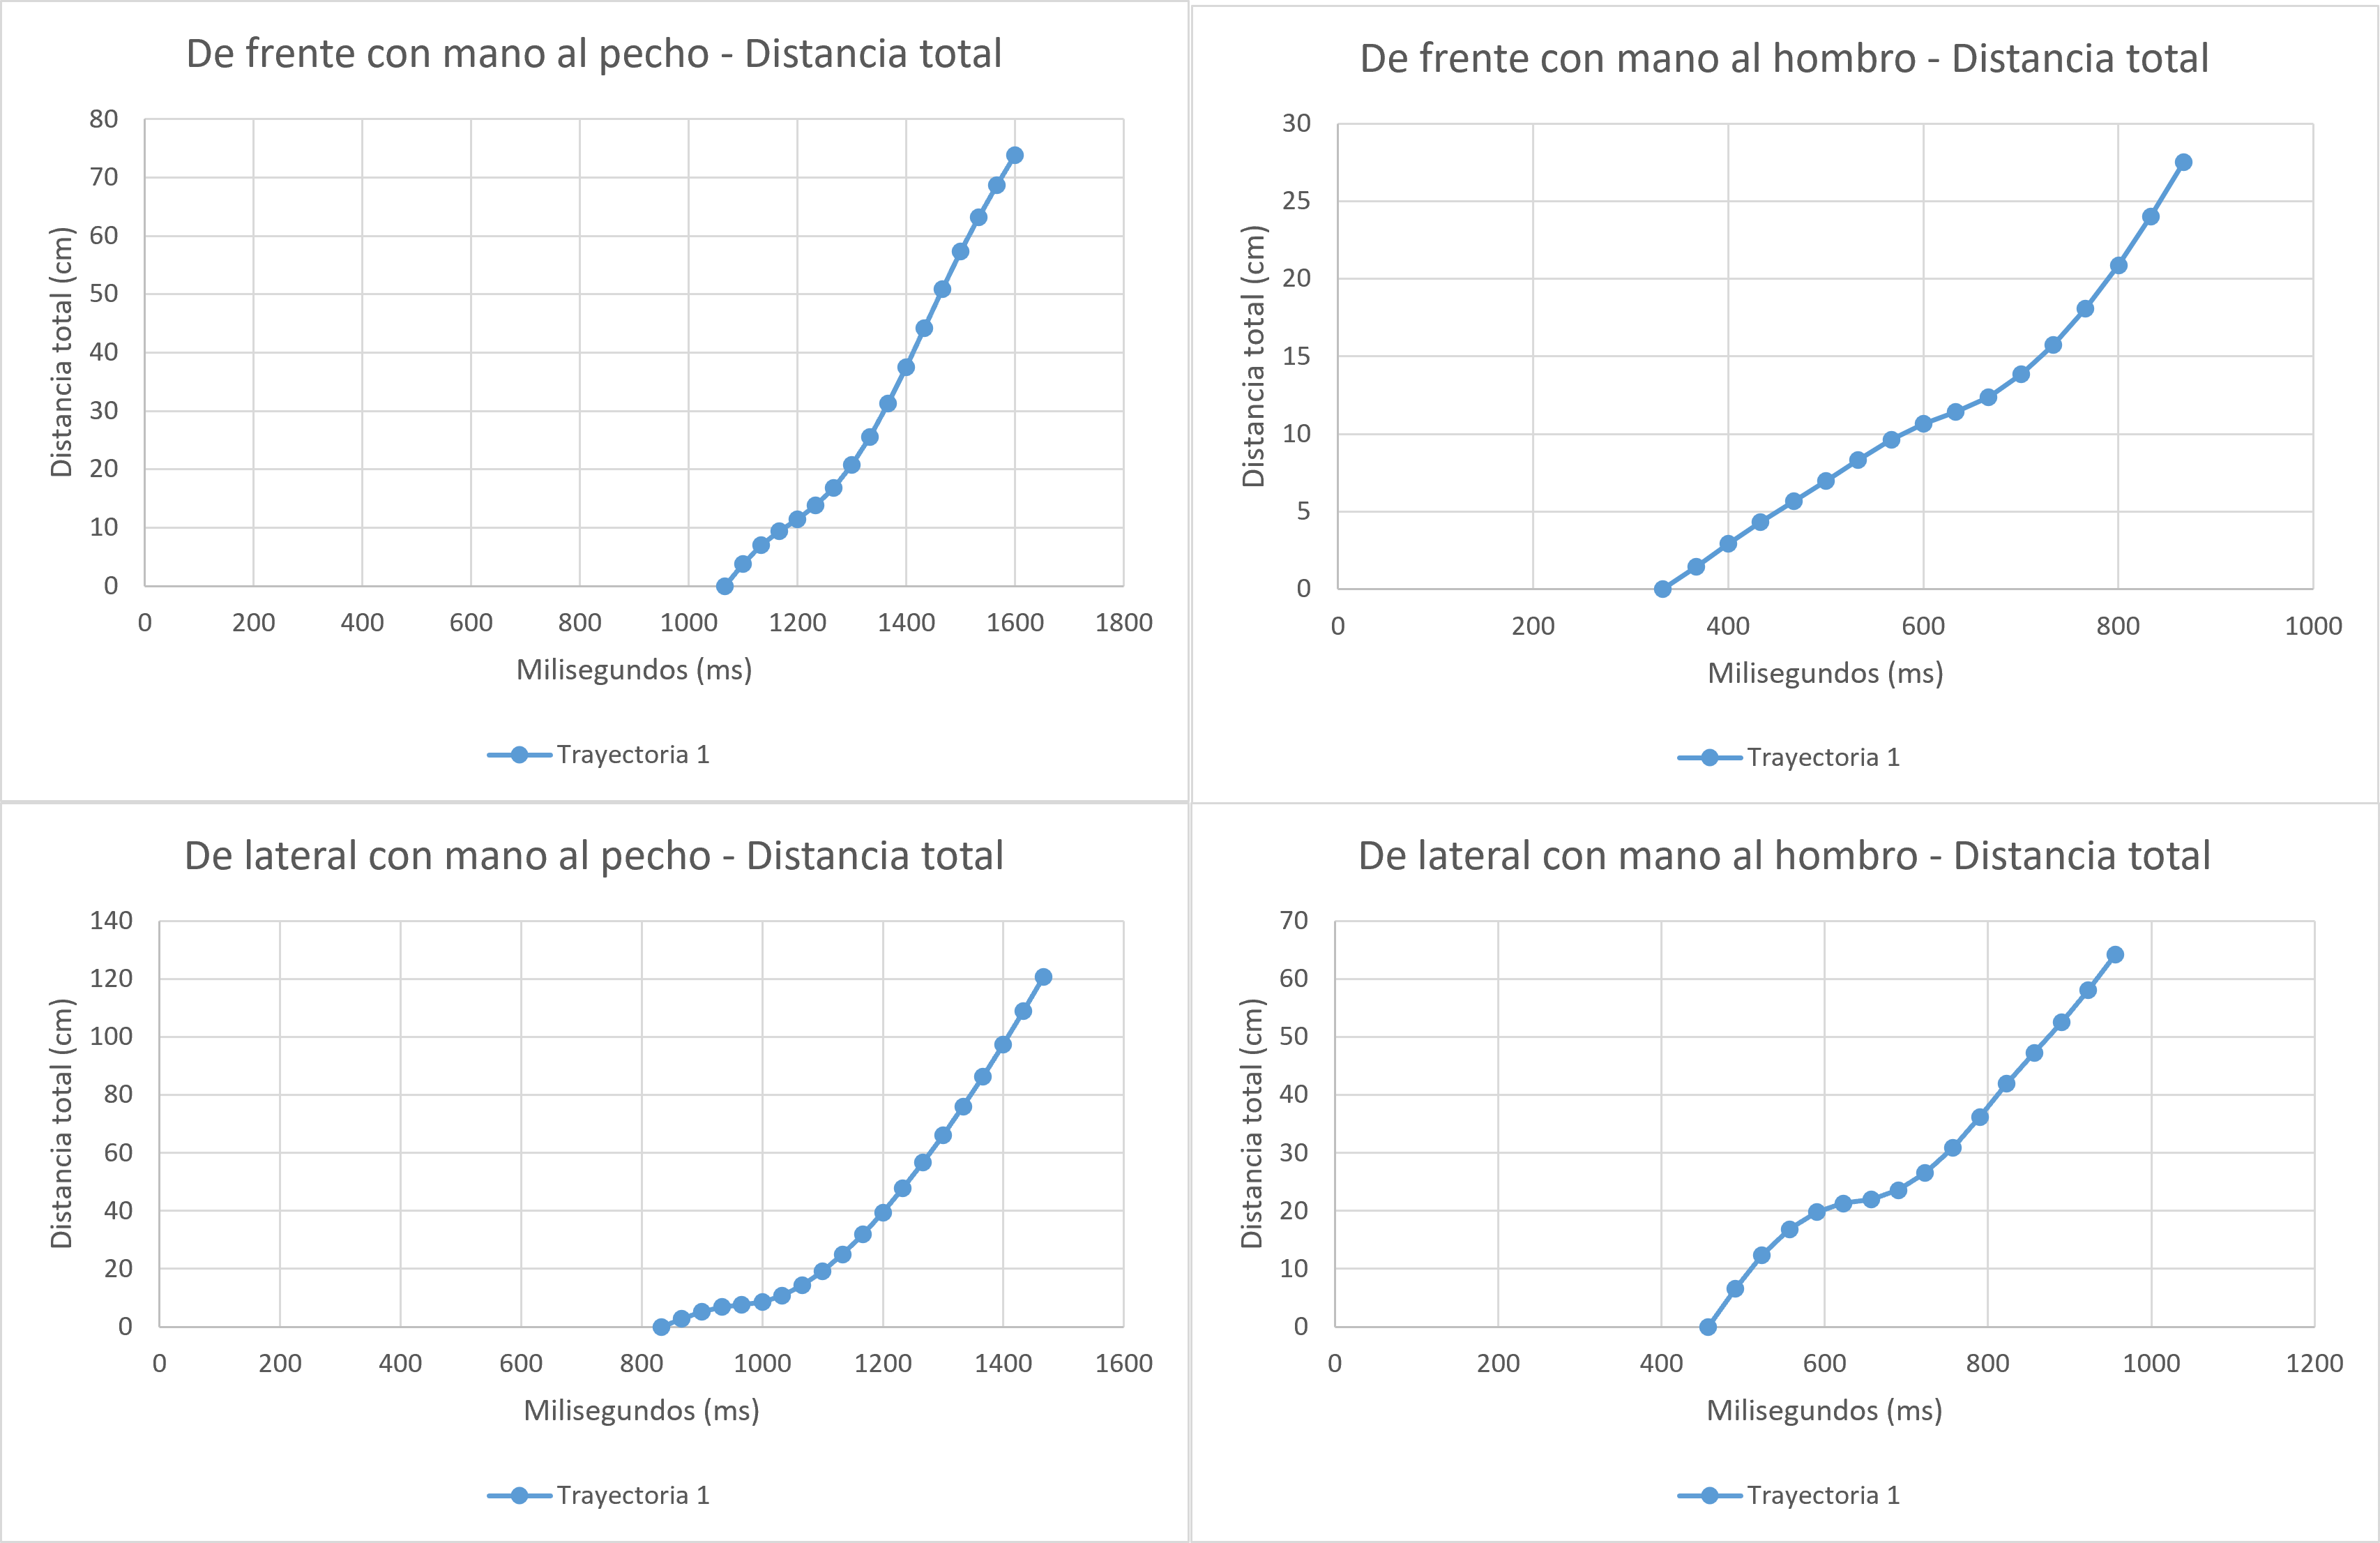 De frente con mano al pecho - Distancia total
80
70
60
50
40
30
20
10
0
Distancia total (cm)
0 200 400 600 800 1000 1200 1400 1600 1800
Milisegundos (ms)
Trayectoria 1
De frente con mano al hombro - Distancia total
30
25
20
15
10
5
0
Distancia total (cm)
0 200 400 600 800 1000
Milisegundos (ms)
Trayectoria 1
De lateral con mano al pecho - Distancia total
140
120
100
80
60
40
20
0
Distancia total (cm)
0 200 400 600 800 1000 1200 1400 1600
Milisegundos (ms)
Trayectoria 1
De lateral con mano al hombro - Distancia total
70
60
50
40
30
20
10
0
Distancia total (cm)
0 200 400 600 800 1000 1200
Milisegundos (ms)
Trayectoria 1